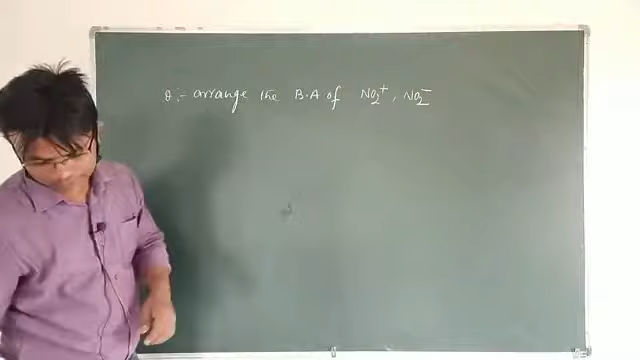 Q:- arrange the B.A of NO₂⁺, NO₂⁻